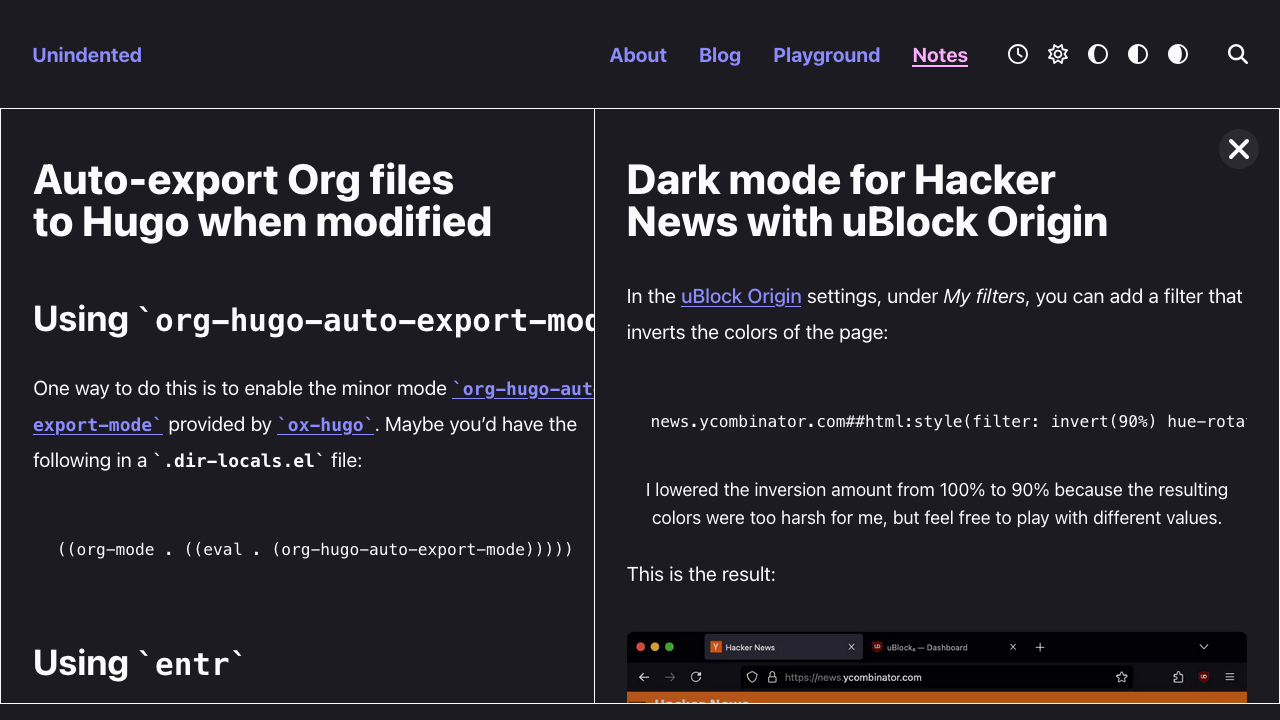 Unindented
About Blog Playground Notes
Auto-export Org files
to Hugo when modified
Using `org-hugo-auto-export-mod
One way to do this is to enable the minor mode `org-hugo-aut
export-mode` provided by `ox-hugo`. Maybe you’d have the
following in a `.dir-locals.el` file:
((org-mode . ((eval . (org-hugo-auto-export-mode)))))
Using `entr`
Dark mode for Hacker
News with uBlock Origin
In the uBlock Origin settings, under My filters, you can add a filter that
inverts the colors of the page:
news.ycombinator.com##html:style(filter: invert(90%) hue-rota
I lowered the inversion amount from 100% to 90% because the resulting
colors were too harsh for me, but feel free to play with different values.
This is the result:
Hacker News
uBlock₀ — Dashboard
https://news.ycombinator.com
Hacker News